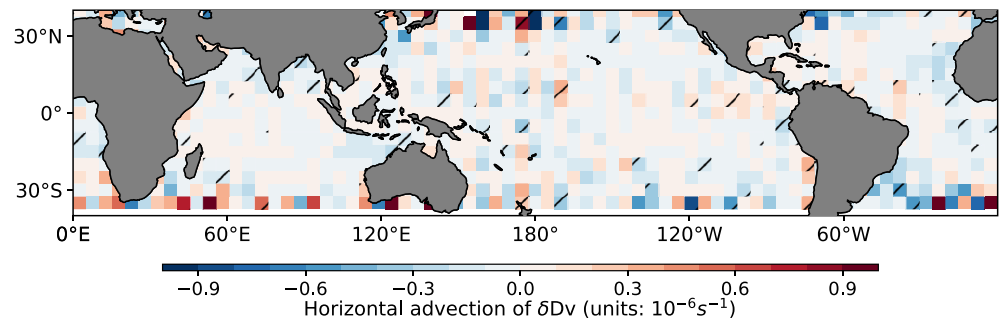 30°N
0°
30°S
0°E 60°E 120°E 180° 120°W 60°W
−0.9 −0.6 −0.3 0.0 0.3 0.6 0.9
Horizontal advection of δDv (units: 10⁻⁶s⁻¹)